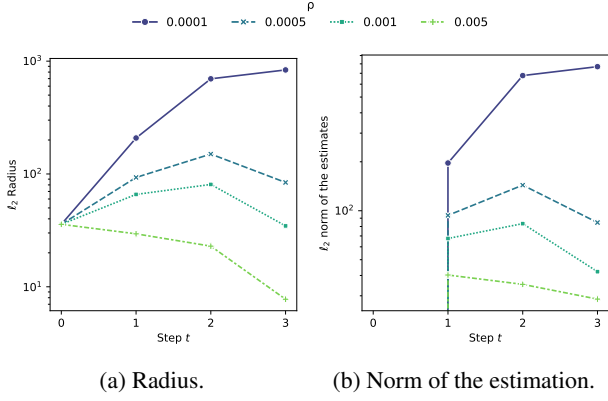 ρ
0.0001 0.0005 0.001 0.005
10³
10²
10¹
ℓ₂ Radius
0 1 2 3
Step t
10²
ℓ₂ norm of the estimates
0 1 2 3
Step t
(a) Radius.
(b) Norm of the estimation.